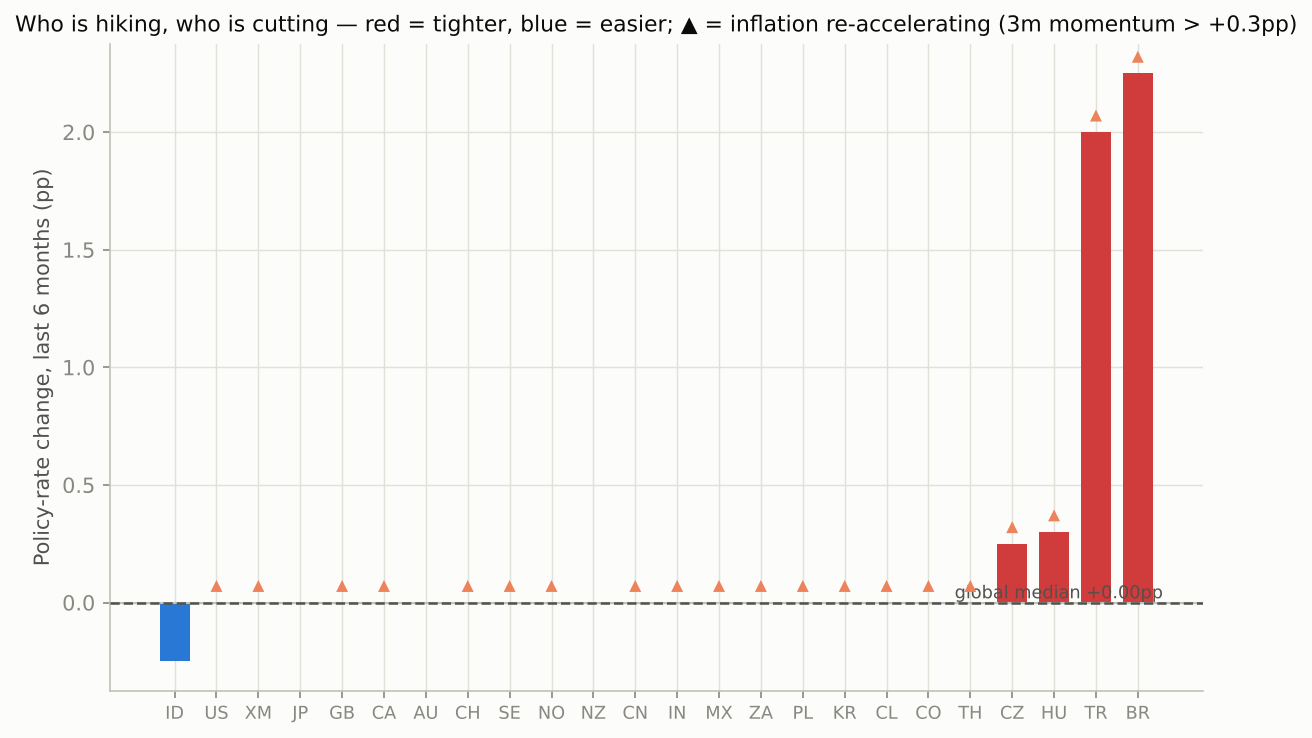 Who is hiking, who is cutting — red = tighter, blue = easier; ▲ = inflation re-accelerating (3m momentum > +0.3pp)
Policy-rate change, last 6 months (pp)
2.0
1.5
1.0
0.5
0.0
global median +0.00pp
ID US XM JP GB CA AU CH SE NO NZ CN IN MX ZA PL KR CL CO TH CZ HU TR BR